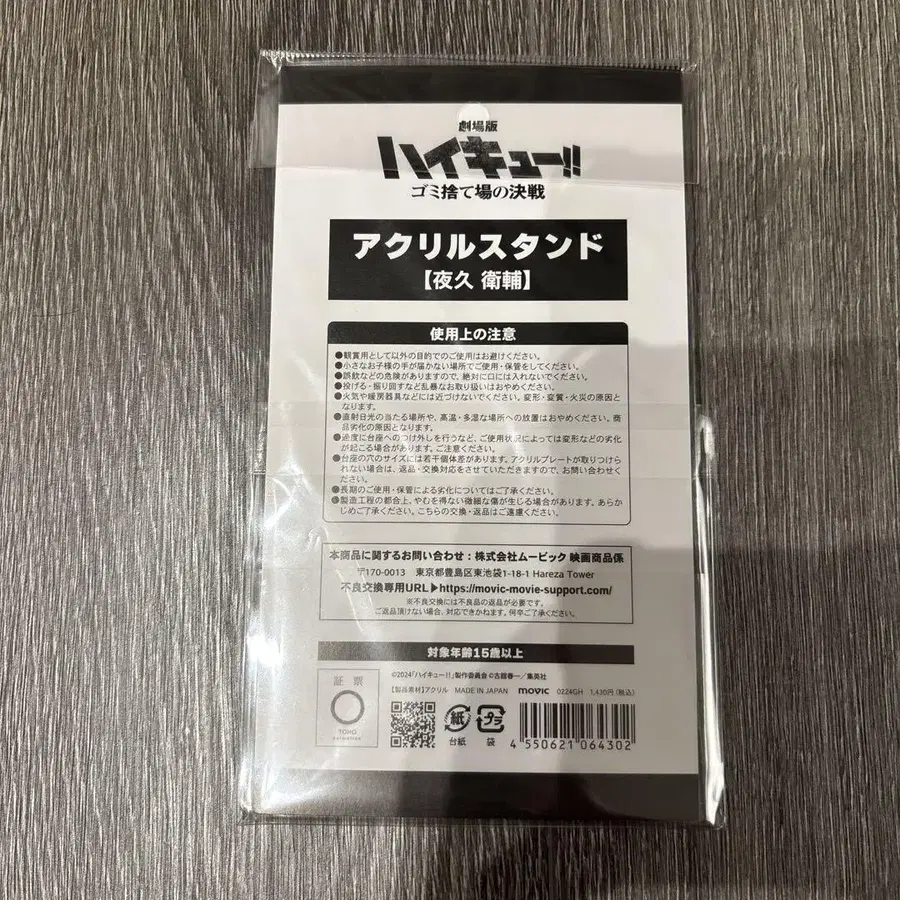 劇場版
ハイキュー!!
ゴミ捨て場の決戦
アクリルスタンド
【夜久 衛輔】
使用上の注意
●観賞用として以外の目的でのご使用はお避けください。
●小さなお子様の手が届かない場所でご使用・保管をしてください。
●誤飲などの危険がありますので、絶対に口には入れないでください。
●投げる・振り回すなど乱暴なお取り扱いはおやめください。
●火気や暖房器具などには近づけないでください。変形・変質・火災の原因と
なります。
●直射日光の当たる場所や、高温・多湿な場所への放置はおやめください。商
品劣化の原因となります。
●過度に台座へのつけ外しを行うなど、ご使用状況によっては変形などの劣化
が起こる場合があります。ご注意ください。
●台座の穴のサイズには若干個体差があります。アクリルプレートが取りつけら
れない場合は、返品・交換対応をさせていただきますので、お問い合わせくだ
さい。
●長期のご使用・保管による劣化についてはご了承ください。
●製造工程の都合上、やむを得ない微細な傷が生じる場合があります。あらか
じめご了承ください。こちらの交換・返品はご遠慮ください。
本商品に関するお問い合わせ：株式会社ムービック 映画商品係
〒170-0013 東京都豊島区東池袋1-18-1 Hareza Tower
不良交換専用URL▶https://movic-movie-support.com/
※不良交換には不良品の返品が必要です。
ご返品頂けない場合、対応できかねます。何卒ご了承ください。
対象年齢15歳以上
©2024「ハイキュー!!」製作委員会 ©古舘春一／集英社
【製品素材】アクリル MADE IN JAPAN movic 0224GH 1,430円（税込）
証票
TOHO
animation
紙
台紙
プラ
袋
4 550621 064302